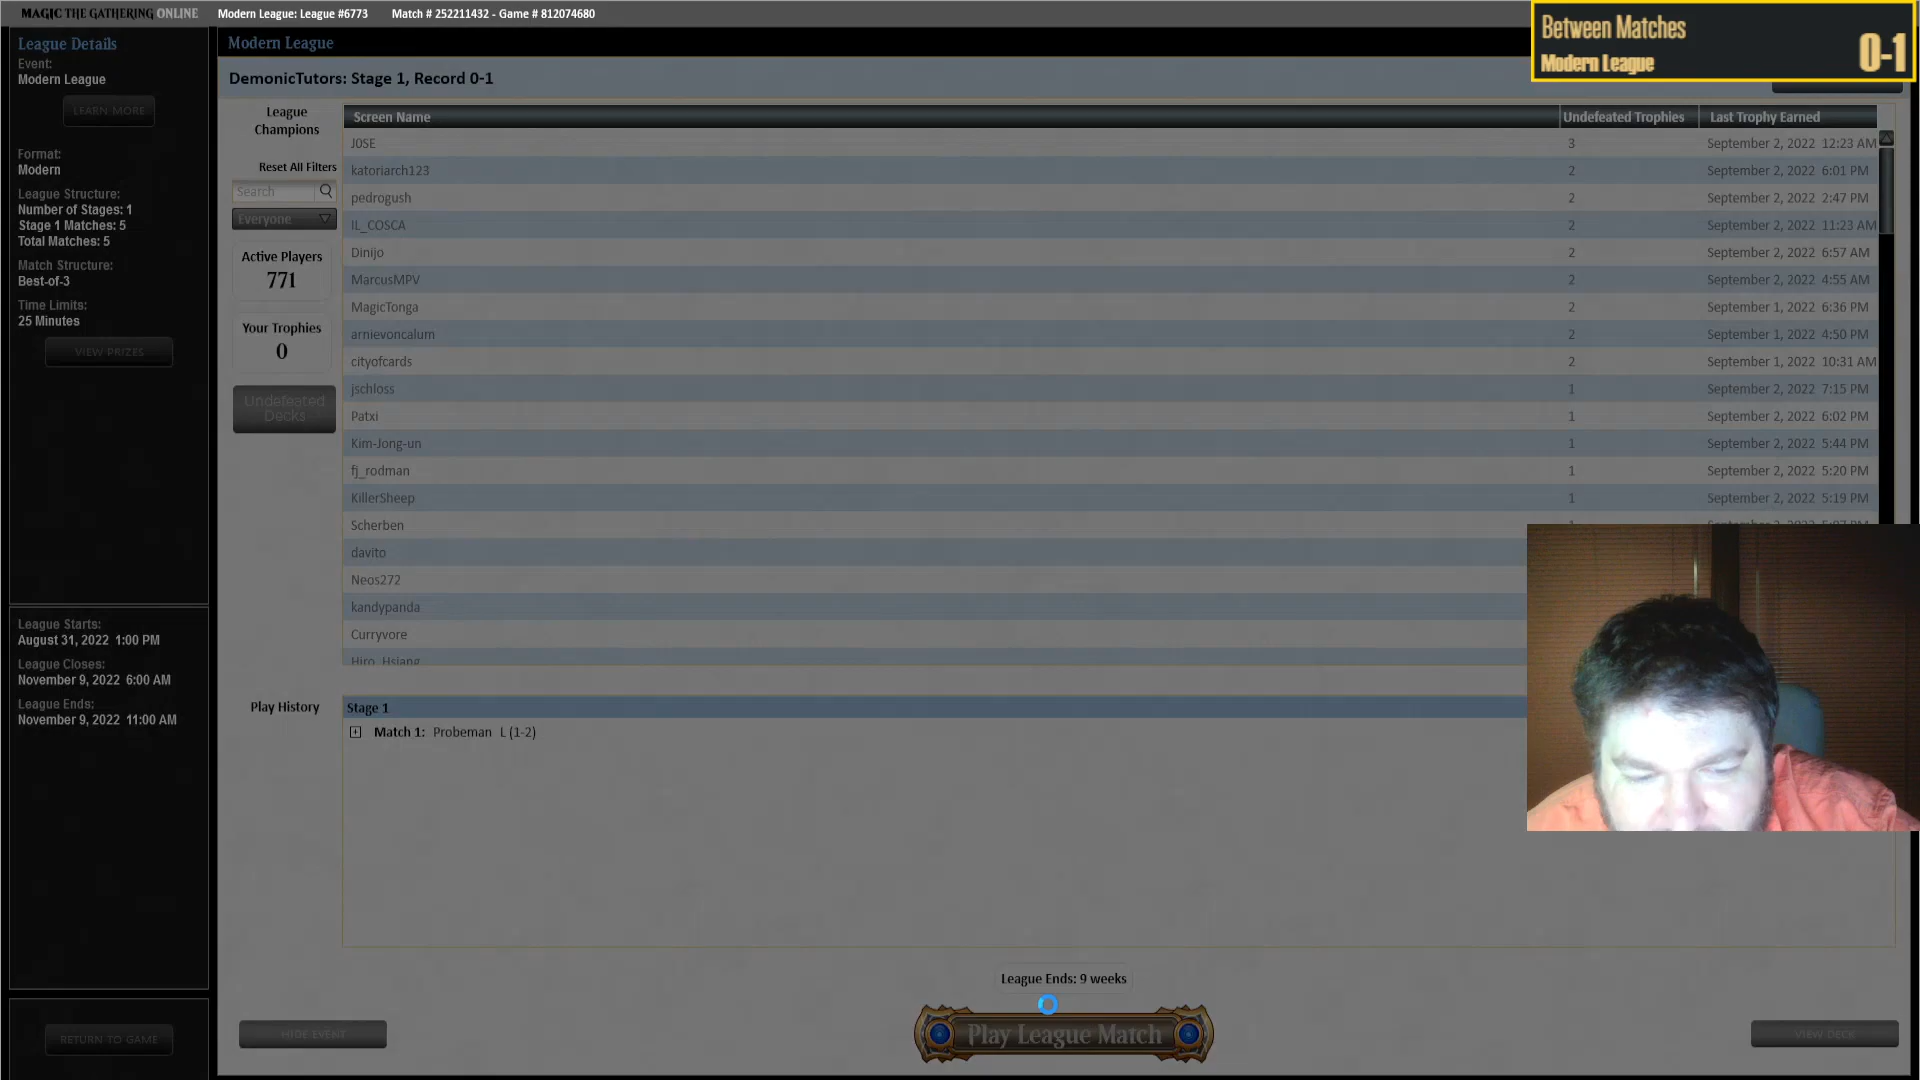 MAGIC THE GATHERING ONLINE
Modern League: League #6773
Match # 252211432 - Game # 812074680
Between Matches
Modern League
0-1
League Details
Event:
Modern League
LEARN MORE
Format:
Modern
League Structure:
Number of Stages: 1
Stage 1 Matches: 5
Total Matches: 5
Match Structure:
Best-of-3
Time Limits:
25 Minutes
VIEW PRIZES
League Starts:
August 31, 2022 1:00 PM
League Closes:
November 9, 2022 6:00 AM
League Ends:
November 9, 2022 11:00 AM
RETURN TO GAME
Modern League
DemonicTutors: Stage 1, Record 0-1
League
Champions
Reset All Filters
Search
Everyone
Active Players
771
Your Trophies
0
Undefeated
Decks
Screen Name Undefeated Trophies Last Trophy Earned
J0SE 3 September 2, 2022 12:23 AM
katoriarch123 2 September 2, 2022 6:01 PM
pedrogush 2 September 2, 2022 2:47 PM
IL_COSCA 2 September 2, 2022 11:23 AM
Dinijo 2 September 2, 2022 6:57 AM
MarcusMPV 2 September 2, 2022 4:55 AM
MagicTonga 2 September 1, 2022 6:36 PM
arnievoncalum 2 September 1, 2022 4:50 PM
cityofcards 2 September 1, 2022 10:31 AM
jschloss 1 September 2, 2022 7:15 PM
Patxi 1 September 2, 2022 6:02 PM
Kim-Jong-un 1 September 2, 2022 5:44 PM
fj_rodman 1 September 2, 2022 5:20 PM
KillerSheep 1 September 2, 2022 5:19 PM
Scherben
davito
Neos272
kandypanda
Curryvore
Hiro_Hsiang
Play History
Stage 1
Match 1: Probeman L (1-2)
League Ends: 9 weeks
HIDE EVENT
Play League Match
VIEW DECK